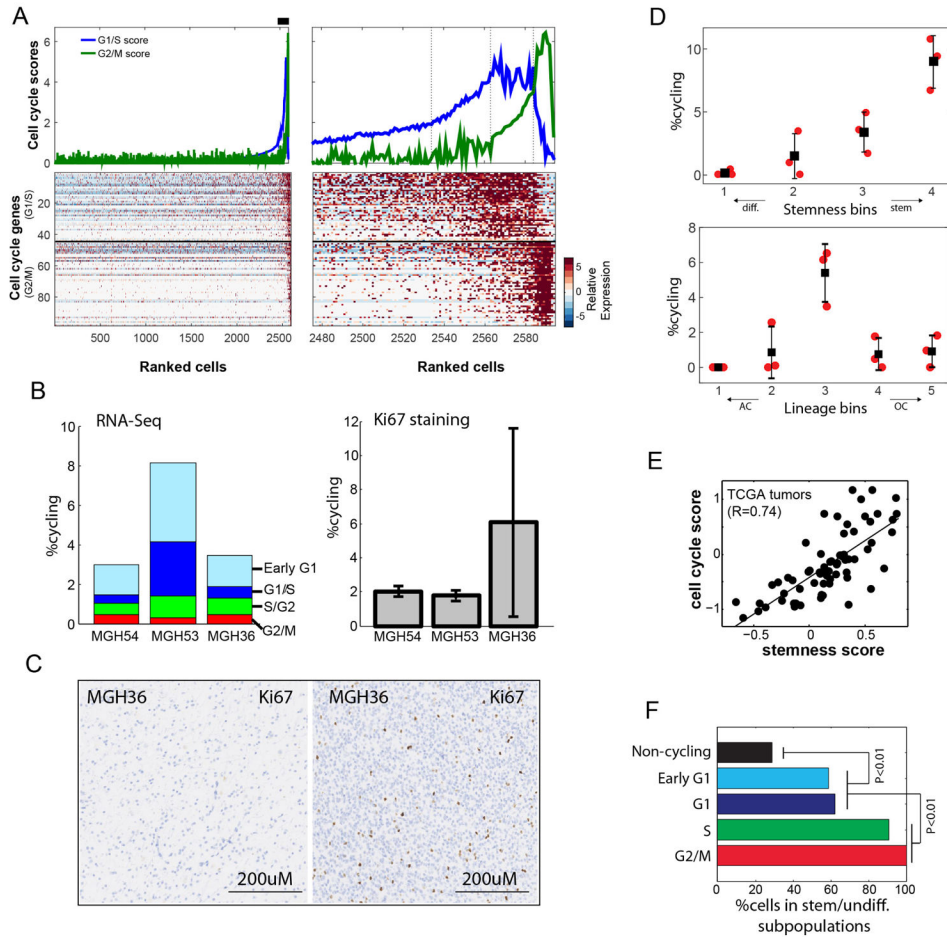 A
G1/S score
G2/M score
Cell cycle scores
6
4
2
0
6
4
2
0
Cell cycle genes
(G1/S)
(G2/M)
20
40
60
80
500 1000 1500 2000 2500
2480 2500 2520 2540 2560 2580
Ranked cells
Ranked cells
5
0
-5
Relative
Expression
B
RNA-Seq
%cycling
10
8
6
4
2
0
MGH54 MGH53 MGH36
Early G1
G1/S
S/G2
G2/M
Ki67 staining
%cycling
12
10
8
6
4
2
0
MGH54 MGH53 MGH36
C
MGH36 Ki67
200uM
MGH36 Ki67
200uM
D
%cycling
10
5
0
1 2 3 4
diff. Stemness bins stem
%cycling
8
6
4
2
0
1 2 3 4 5
AC Lineage bins OC
E
TCGA tumors
(R=0.74)
cell cycle score
1
0
−1
−0.5 0 0.5
stemness score
F
Non-cycling
Early G1
G1
S
G2/M
P<0.01
P<0.01
0 20 40 60 80 100
%cells in stem/undiff.
subpopulations